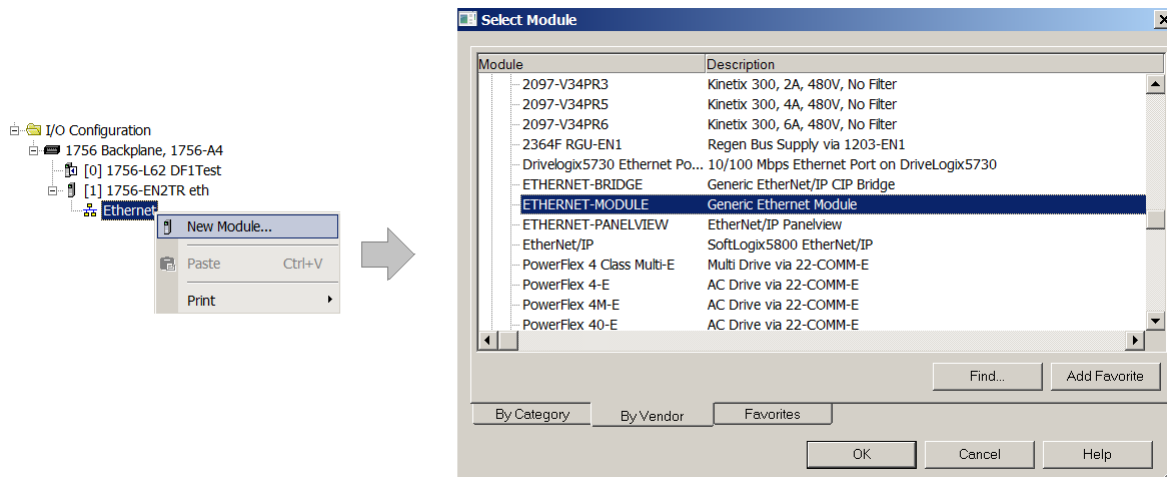 I/O Configuration
1756 Backplane, 1756-A4
[0] 1756-L62 DF1Test
[1] 1756-EN2TR eth
Ethernet
New Module...
Paste Ctrl+V
Print
Select Module
Module Description
2097-V34PR3 Kinetix 300, 2A, 480V, No Filter
2097-V34PR5 Kinetix 300, 4A, 480V, No Filter
2097-V34PR6 Kinetix 300, 6A, 480V, No Filter
2364F RGU-EN1 Regen Bus Supply via 1203-EN1
Drivelogix5730 Ethernet Po... 10/100 Mbps Ethernet Port on DriveLogix5730
ETHERNET-BRIDGE Generic EtherNet/IP CIP Bridge
ETHERNET-MODULE Generic Ethernet Module
ETHERNET-PANELVIEW EtherNet/IP Panelview
EtherNet/IP SoftLogix5800 EtherNet/IP
PowerFlex 4 Class Multi-E Multi Drive via 22-COMM-E
PowerFlex 4-E AC Drive via 22-COMM-E
PowerFlex 4M-E AC Drive via 22-COMM-E
PowerFlex 40-E AC Drive via 22-COMM-E
Find... Add Favorite
By Category By Vendor Favorites
OK Cancel Help